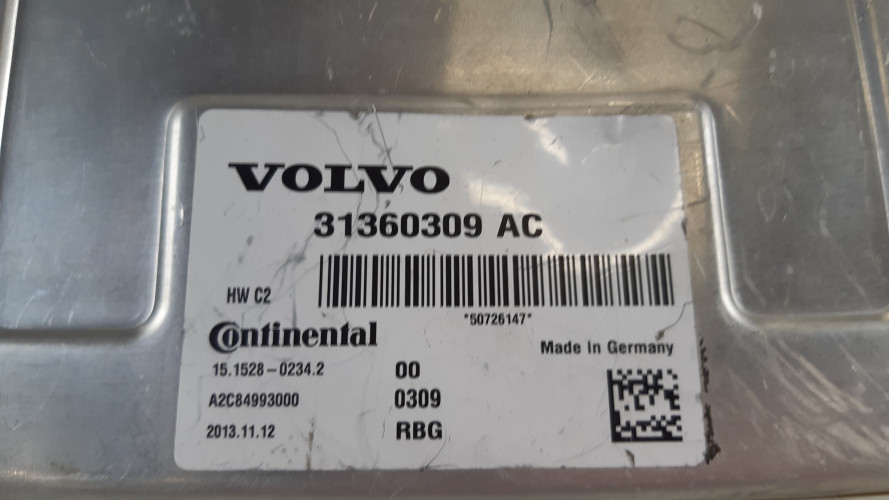 VOLVO
31360309 AC
HW C2
*50726147*
Continental
Made In Germany
15.1528-0234.2 00
A2C84993000 0309
2013.11.12 RBG